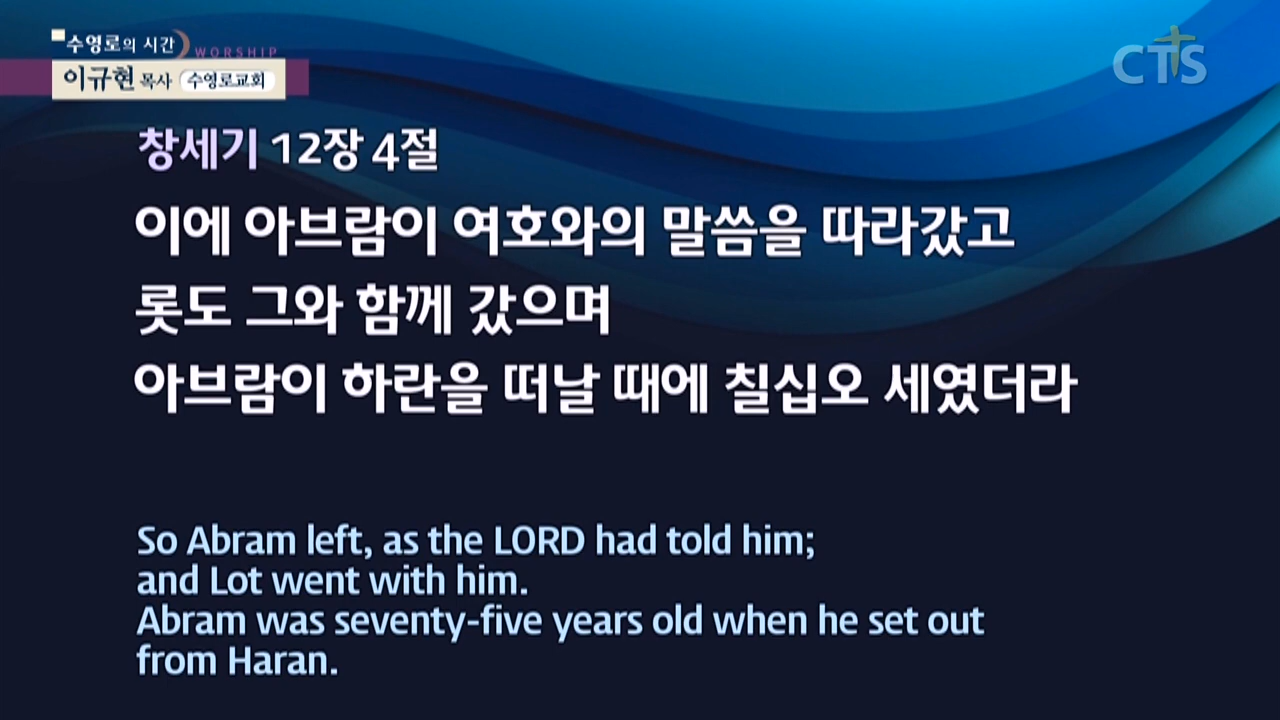 수영로의 시간
WORSHIP
이규현 목사 수영로교회
CTS
창세기 12장 4절
이에 아브람이 여호와의 말씀을 따라갔고
롯도 그와 함께 갔으며
아브람이 하란을 떠날 때에 칠십오 세였더라
So Abram left, as the LORD had told him;
and Lot went with him.
Abram was seventy-five years old when he set out
from Haran.